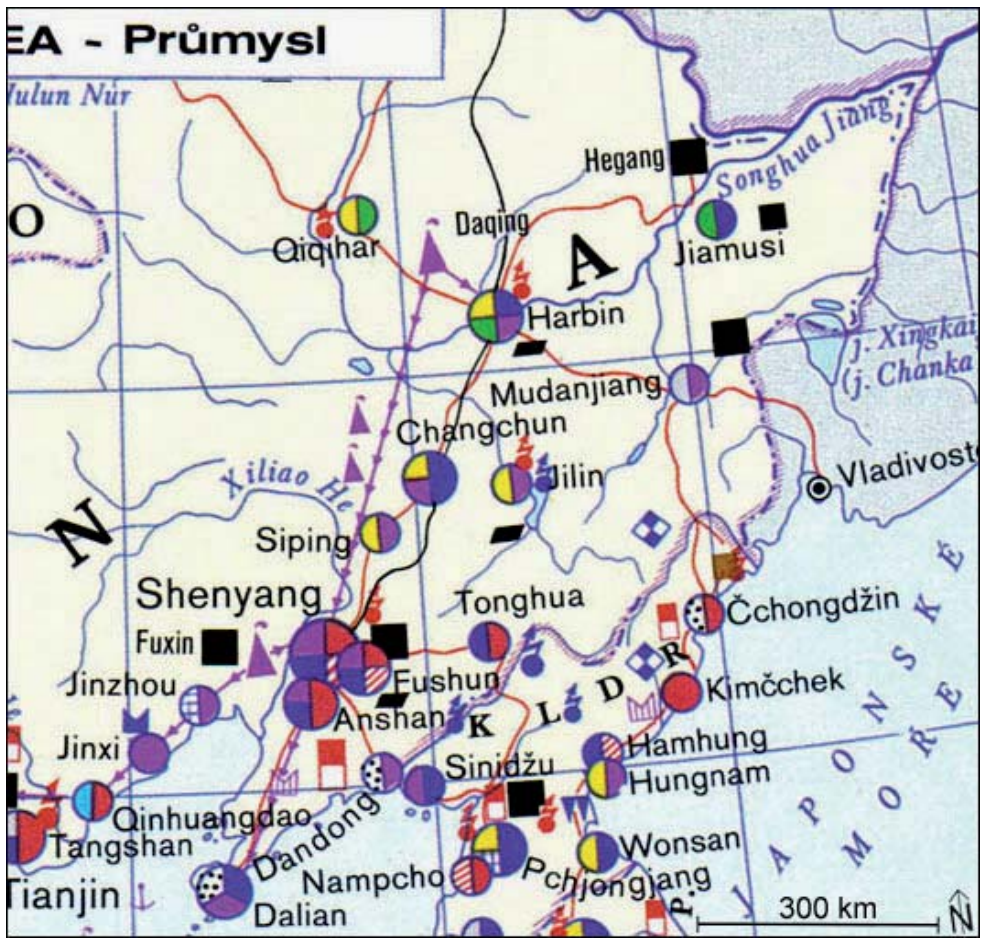 EA - Průmysl
Hulun Núr
Hegang
Songhua Jiang
O
Daqing
Qiqihar
A
Jiamusi
Harbin
j. Xingkai
(j. Chanka
Mudanjiang
Changchun
Jilin
Vladivosto
Xiliao He
N
Siping
Shenyang
Tonghua
Čchongdžin
Fuxin
Jinzhou
Fushun
Kimčchek
Anshan
K L D R
Jinxi
Sinidžu
Hamhung
Hungnam
Qinhuangdao
Tangshan
Dandong
Wonsan
Nampcho
Pchjongjang
Tianjin
Dalian
P.
JAPONSKÉ
MOŘE
300 km
N